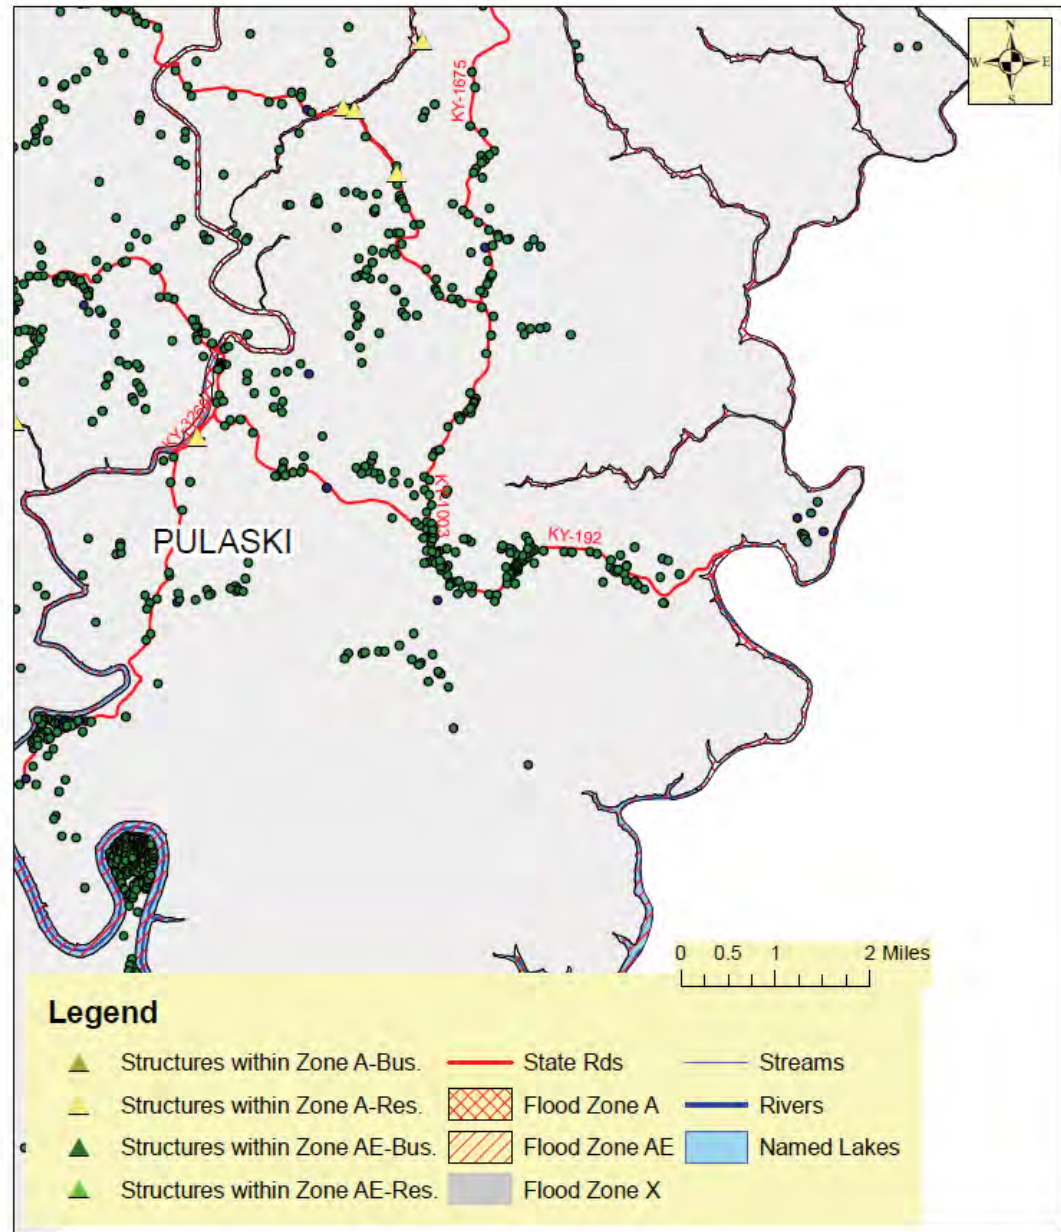 N
W E
S
KY-1675
KY-3260
PULASKI
KY-1003
KY-192
0 0.5 1 2 Miles
Legend
Structures within Zone A-Bus. State Rds Streams
Structures within Zone A-Res. Flood Zone A Rivers
Structures within Zone AE-Bus. Flood Zone AE Named Lakes
Structures within Zone AE-Res. Flood Zone X